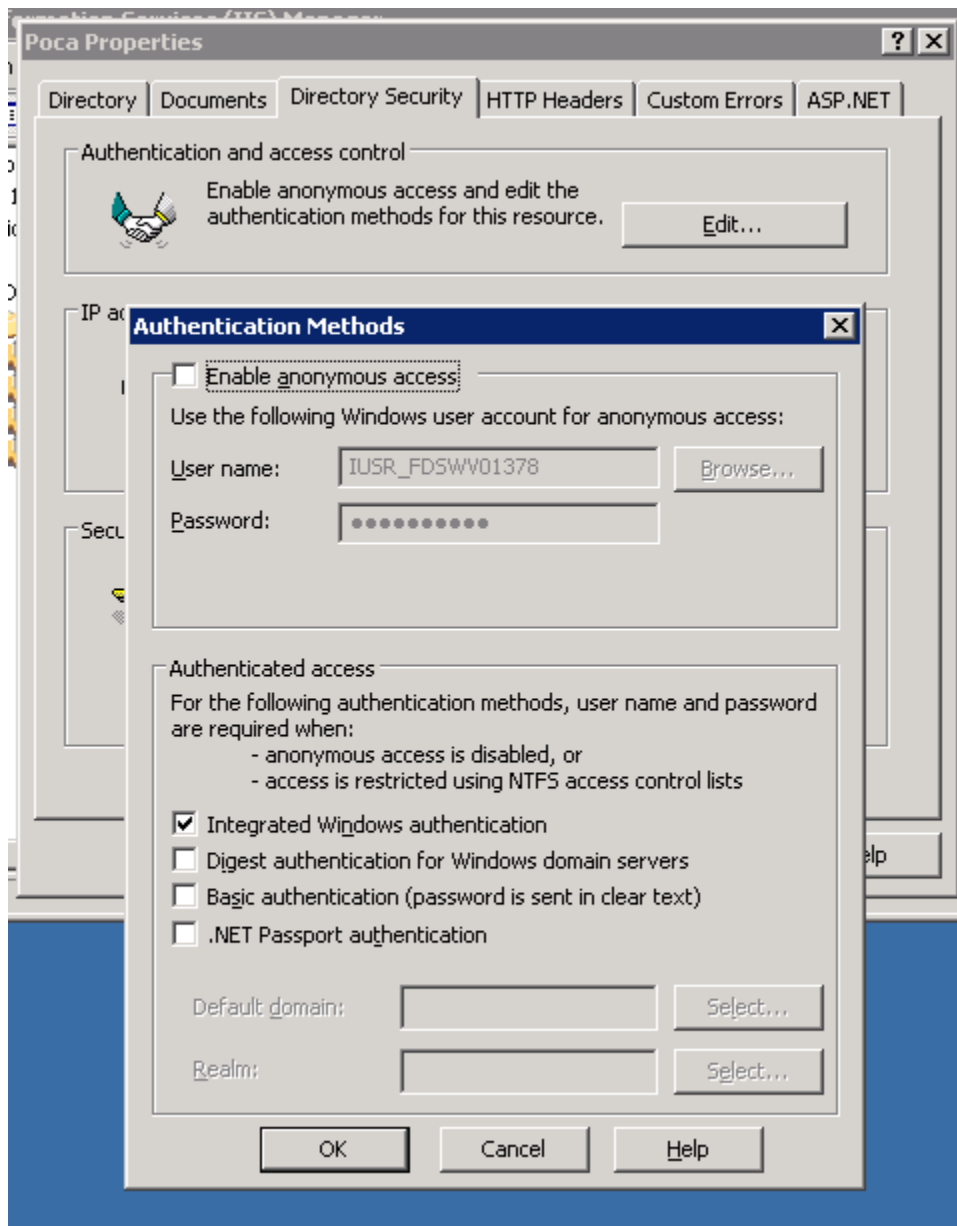 Information Services (IIS) Manager
Poca Properties
Directory
Documents
Directory Security
HTTP Headers
Custom Errors
ASP.NET
Authentication and access control
Enable anonymous access and edit the
authentication methods for this resource.
Edit...
IP ac
Authentication Methods
Enable anonymous access
Use the following Windows user account for anonymous access:
User name:
IUSR_FDSWV01378
Browse...
Password:
●●●●●●●●●●
Secu
Authenticated access
For the following authentication methods, user name and password
are required when:
- anonymous access is disabled, or
- access is restricted using NTFS access control lists
Integrated Windows authentication
Digest authentication for Windows domain servers
Basic authentication (password is sent in clear text)
.NET Passport authentication
Default domain:
Select...
Realm:
Select...
elp
OK
Cancel
Help